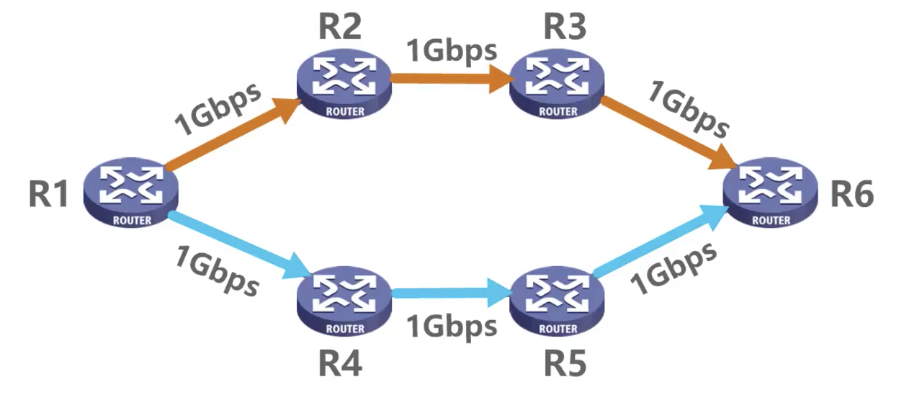 R2
R3
1Gbps
ROUTER
ROUTER
1Gbps
1Gbps
R1
ROUTER
ROUTER
R6
1Gbps
1Gbps
ROUTER
1Gbps
ROUTER
R4
R5